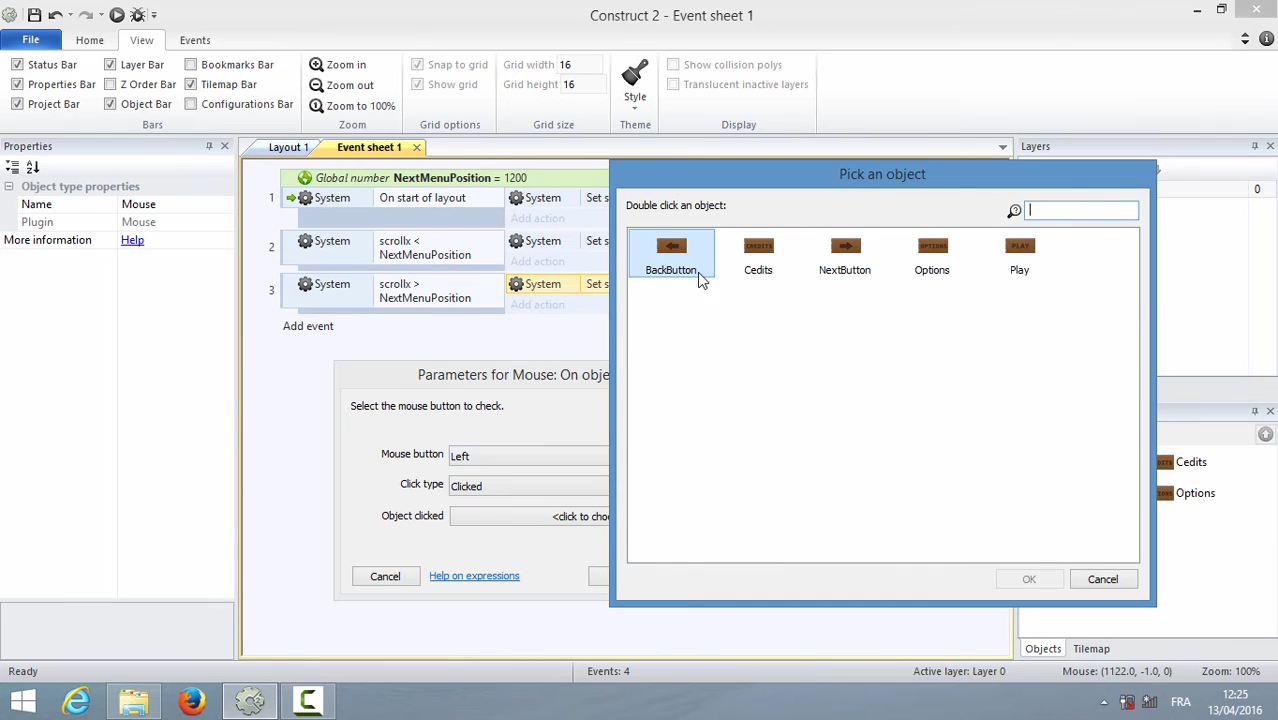 Construct 2 - Event sheet 1
File Home View Events
Status Bar Layer Bar Bookmarks Bar Zoom in Snap to grid Grid width 16 Show collision polys
Properties Bar Z Order Bar Tilemap Bar Zoom out Show grid Grid height 16 Style Translucent inactive layers
Project Bar Object Bar Configurations Bar Zoom to 100%
Bars Zoom Grid options Grid size Theme Display
Properties Layout 1 Event sheet 1 Layers
Object type properties
Name Mouse
Plugin Mouse
More information Help
Global number NextMenuPosition = 1200
1 System On start of layout System Set s
Add action
2 System scrollx < NextMenuPosition System Set s
Add action
3 System scrollx > NextMenuPosition System Set s
Add action
Add event
Parameters for Mouse: On obje
Select the mouse button to check.
Mouse button Left
Click type Clicked
Object clicked <click to choo
Cancel Help on expressions
Pick an object
Double click an object:
CREDITS OPTIONS PLAY
BackButton Cedits NextButton Options Play
OK Cancel
0
Cedits
Options
Objects Tilemap
Ready Events: 4 Active layer: Layer 0 Mouse: (1122.0, -1.0, 0) Zoom: 100%
FRA 12:25
13/04/2016